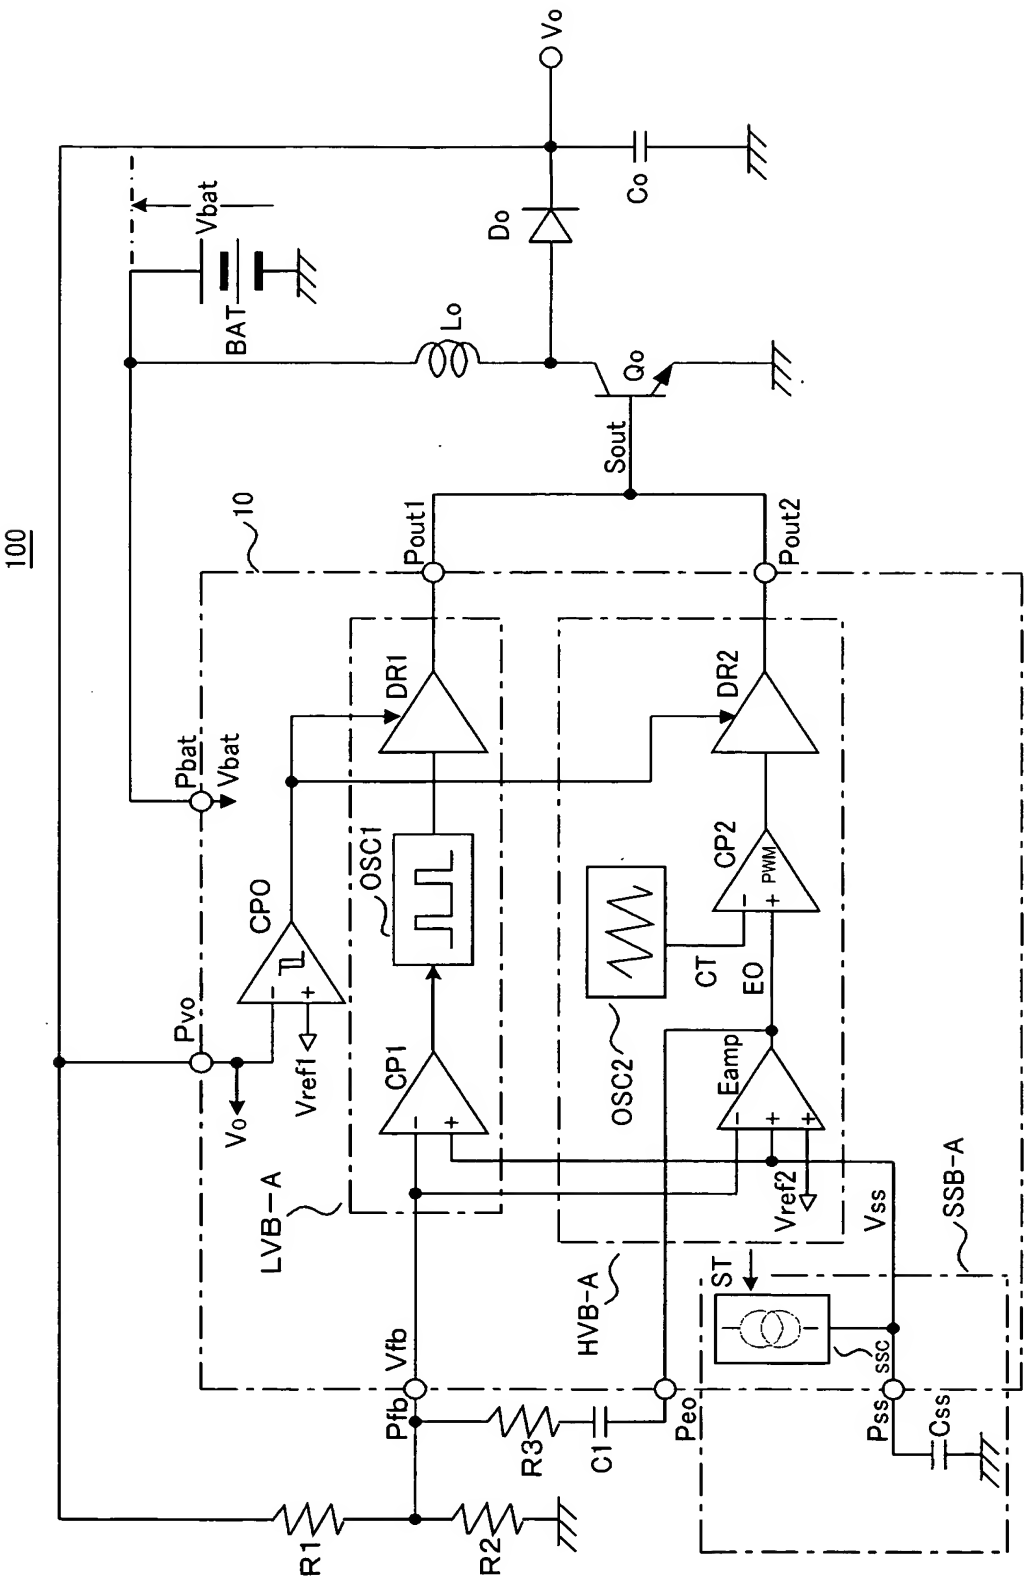 100
Vo
Vbat
BAT
Lo
Do
Co
Qo
Sout
10
Pout1
Pout2
Pbat
Vbat
Pvo
Vo
CPO
Vref1
DR1
OSC1
CP1
LVB-A
DR2
CP2
PWM
-
+
CT
EO
OSC2
Eamp
-
+
+
Vref2
HVB-A
-
+
-
+
Vss
SSB-A
ST
ssc
Vfb
Pfb
Peo
Pss
Css
R3
C1
R1
R2